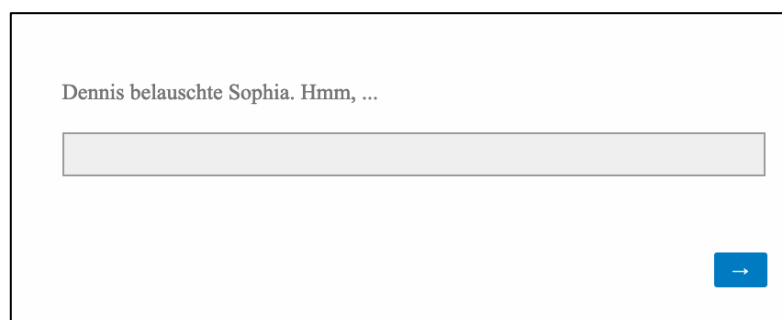 Dennis belauschte Sophia. Hmm, ...
→